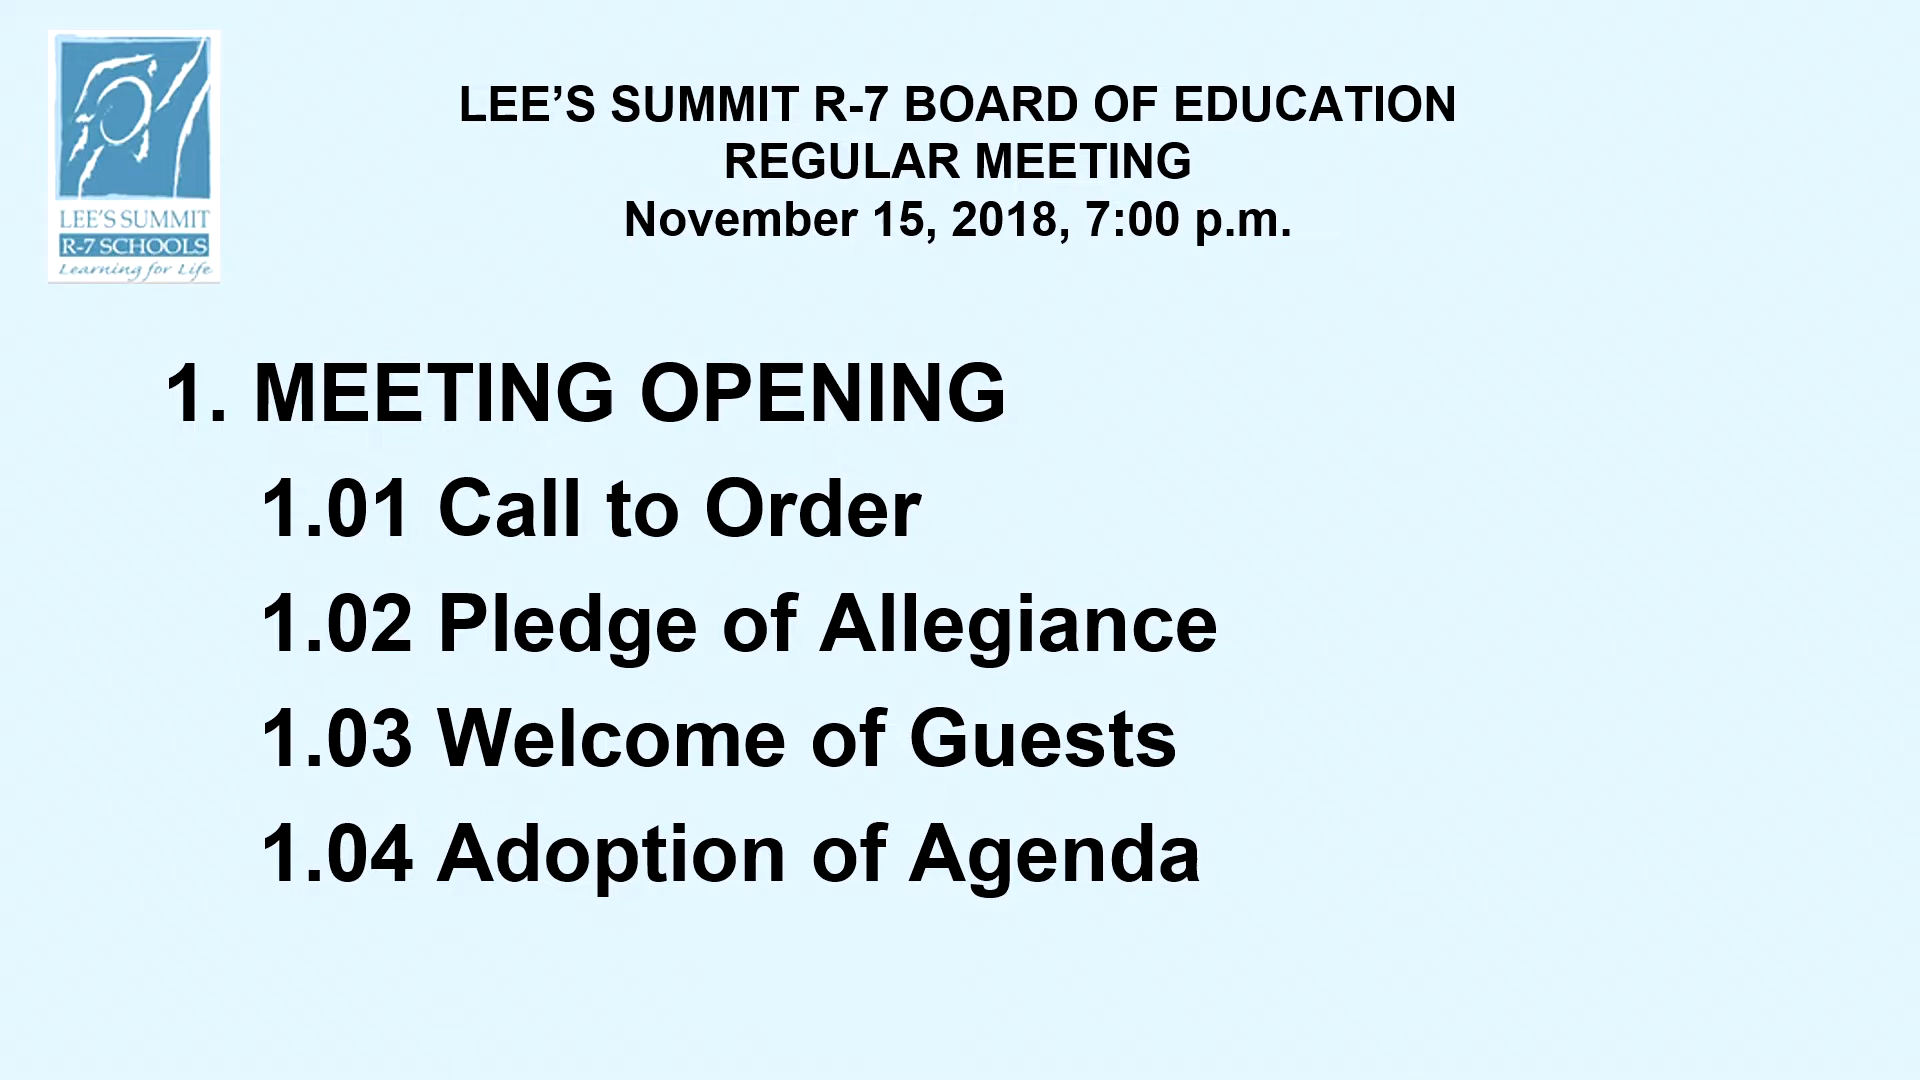 LEE’S SUMMIT
R-7 SCHOOLS
Learning for Life
LEE’S SUMMIT R-7 BOARD OF EDUCATION
REGULAR MEETING
November 15, 2018, 7:00 p.m.
1. MEETING OPENING
1.01 Call to Order
1.02 Pledge of Allegiance
1.03 Welcome of Guests
1.04 Adoption of Agenda